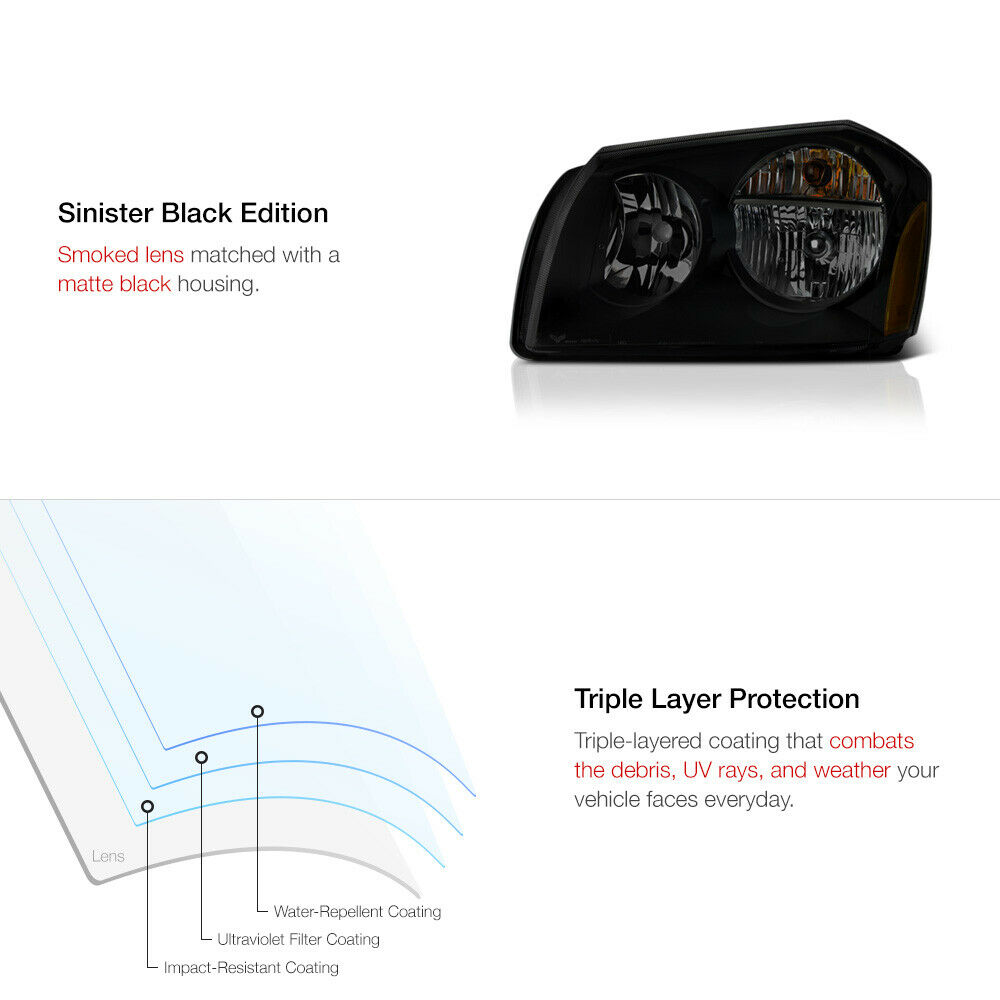 Sinister Black Edition
Smoked lens matched with a
matte black housing.
Triple Layer Protection
Triple-layered coating that combats
the debris, UV rays, and weather your
vehicle faces everyday.
Lens
Water-Repellent Coating
Ultraviolet Filter Coating
Impact-Resistant Coating